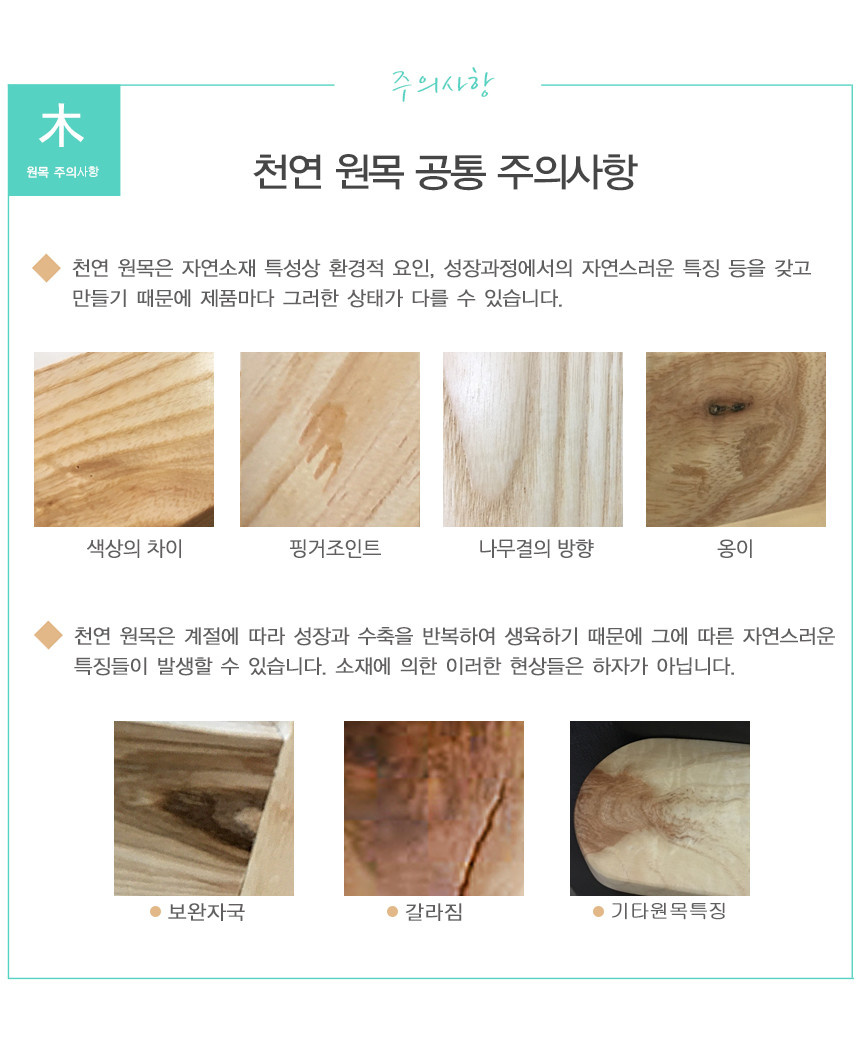 주의사항
木
원목 주의사항
천연 원목 공통 주의사항
천연 원목은 자연소재 특성상 환경적 요인, 성장과정에서의 자연스러운 특징 등을 갖고
만들기 때문에 제품마다 그러한 상태가 다를 수 있습니다.
색상의 차이
핑거조인트
나무결의 방향
옹이
천연 원목은 계절에 따라 성장과 수축을 반복하여 생육하기 때문에 그에 따른 자연스러운
특징들이 발생할 수 있습니다. 소재에 의한 이러한 현상들은 하자가 아닙니다.
보완자국
갈라짐
기타원목특징